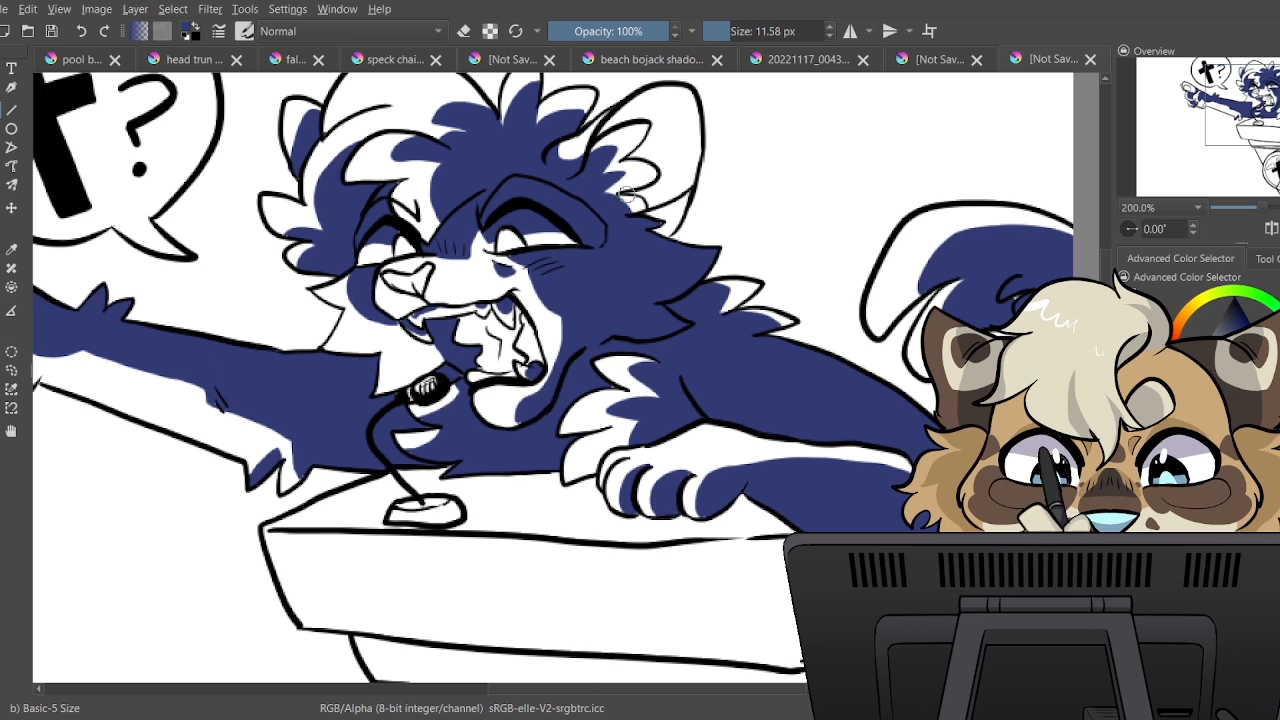 Edit View Image Layer Select Filter Tools Settings Window Help
Normal Opacity: 100% Size: 11.58 px
pool b... head trun ... fal... speck chai... [Not Sav... beach bojack shado... 20221117_0043... [Not Sav... [Not Sav...
Overview
?
?
200.0%
0.00°
Advanced Color Selector Tool
Advanced Color Selector
b) Basic-5 Size RGB/Alpha (8-bit integer/channel) sRGB-elle-V2-srgbtrc.icc